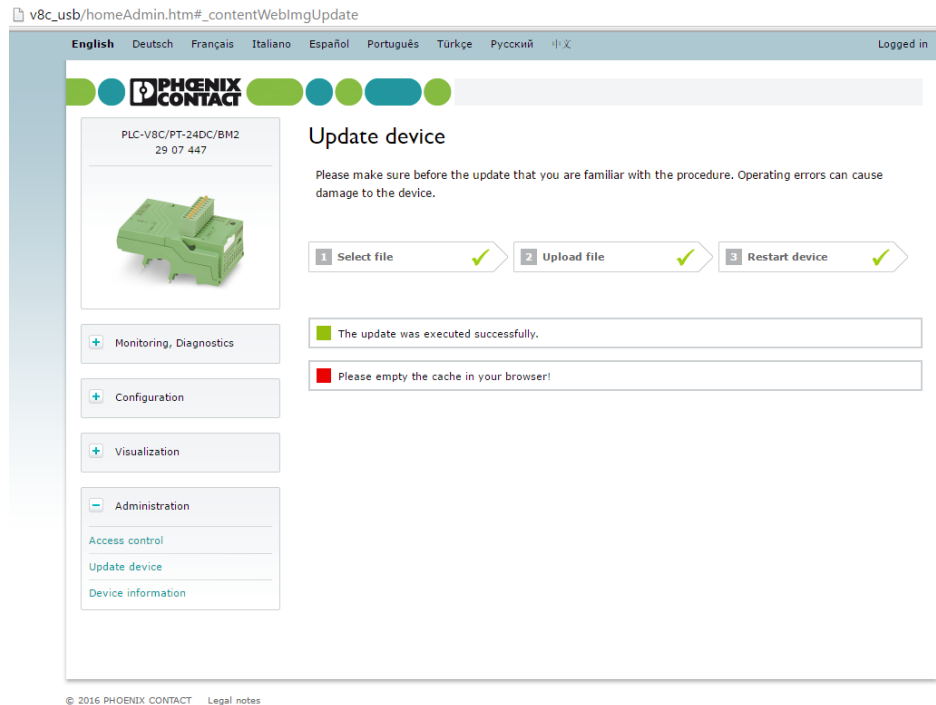 v8c_usb/homeAdmin.htm#_contentWebImgUpdate
English Deutsch Français Italiano Español Português Türkçe Русский 中文 Logged in
PHŒNIX
CONTACT
PLC-V8C/PT-24DC/BM2
29 07 447
Update device
Please make sure before the update that you are familiar with the procedure. Operating errors can cause
damage to the device.
1 Select file
2 Upload file
3 Restart device
The update was executed successfully.
Please empty the cache in your browser!
Monitoring, Diagnostics
Configuration
Visualization
Administration
Access control
Update device
Device information
© 2016 PHOENIX CONTACT Legal notes